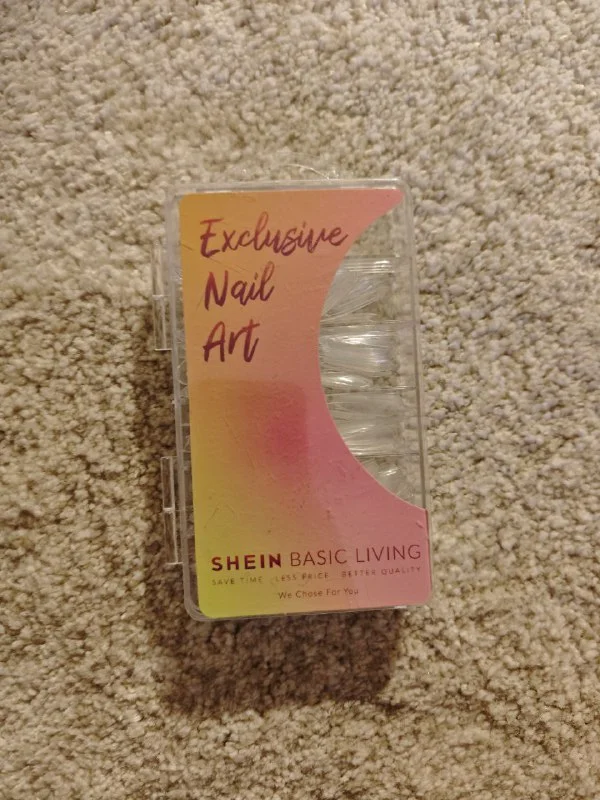 Exclusive
Nail
Art
SHEIN BASIC LIVING
SAVE TIME LESS PRICE BETTER QUALITY
We Chose For You